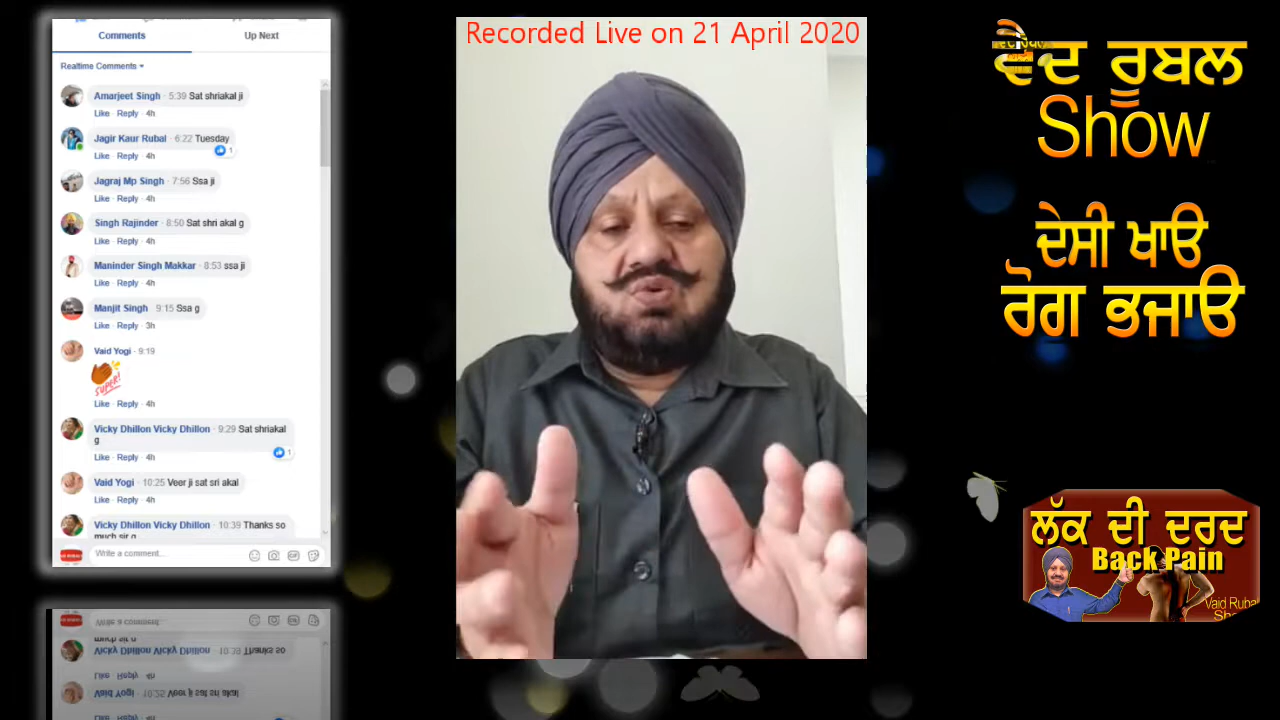 Comments
Up Next
Realtime Comments
Amarjeet Singh · 5:39 Sat shriakal ji
Like · Reply · 4h
Jagir Kaur Rubal · 6:22 Tuesday
1
Like · Reply · 4h
Jagraj Mp Singh · 7:56 Ssa ji
Like · Reply · 4h
Singh Rajinder · 8:50 Sat shri akal g
Like · Reply · 4h
Maninder Singh Makkar · 8:53 ssa ji
Like · Reply · 4h
Manjit Singh · 9:15 Ssa g
Like · Reply · 3h
Vaid Yogi · 9:19
SUPER!
Like · Reply · 4h
Vicky Dhillon Vicky Dhillon · 9:29 Sat shriakal
g
1
Like · Reply · 4h
Vaid Yogi · 10:25 Veer ji sat sri akal
Like · Reply · 4h
Vicky Dhillon Vicky Dhillon · 10:39 Thanks so
much sir g
Write a comment...
GIF
Recorded Live on 21 April 2020
ਵੈਦ ਰੂਬਲ
Show
ਦੇਸੀ ਖਾਓ
ਰੋਗ ਭਜਾਓ
ਲੱਕ ਦੀ ਦਰਦ
Back Pain
Vaid Rubal